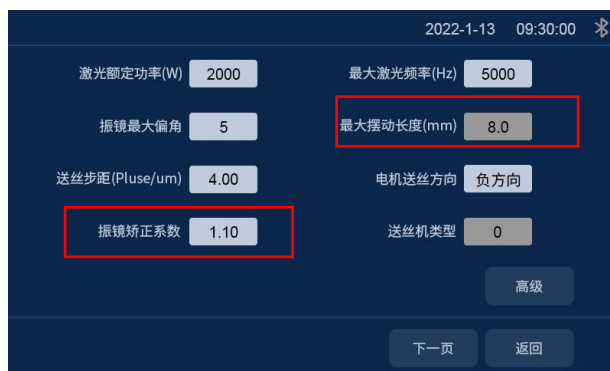 2022-1-13 09:30:00
激光额定功率(W) 2000 最大激光频率(Hz) 5000
振镜最大偏角 5 最大摆动长度(mm) 8.0
送丝步距(Pluse/um) 4.00 电机送丝方向 负方向
振镜矫正系数 1.10 送丝机类型 0
高级
下一页 返回